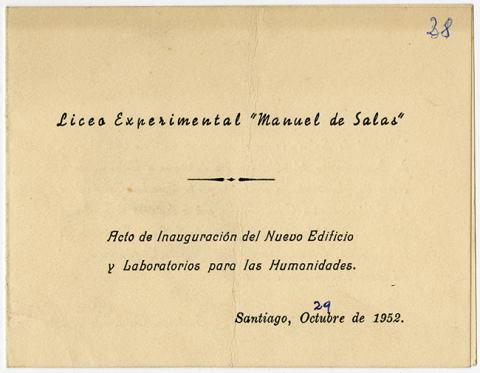 28
Liceo Experimental "Manuel de Salas"
Acto de Inauguración del Nuevo Edificio
y Laboratorios para las Humanidades.
29
Santiago, Octubre de 1952.